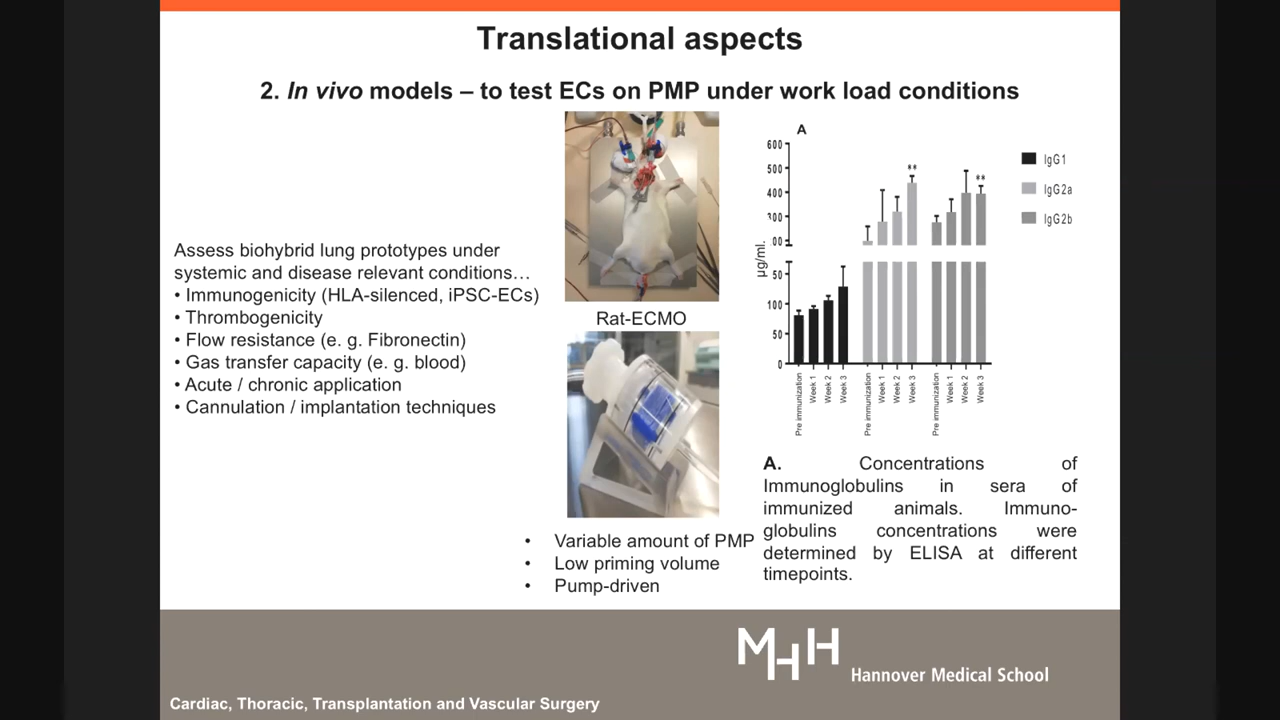 Translational aspects
2. In vivo models – to test ECs on PMP under work load conditions
Assess biohybrid lung prototypes under
systemic and disease relevant conditions…
• Immunogenicity (HLA-silenced, iPSC-ECs)
• Thrombogenicity
• Flow resistance (e. g. Fibronectin)
• Gas transfer capacity (e. g. blood)
• Acute / chronic application
• Cannulation / implantation techniques
Rat-ECMO
• Variable amount of PMP
• Low priming volume
• Pump-driven
A
600
500
400
00
00
50
100
50
0
µg/ml.
**
**
IgG1
IgG2a
IgG2b
Pre immunization
Week 1
Week 2
Week 3
Pre immunization
Week 1
Week 2
Week 3
Pre immunization
Week 1
Week 2
Week 3
A. Concentrations of
Immunoglobulins in sera of
immunized animals. Immuno-
globulins concentrations were
determined by ELISA at different
timepoints.
MHH
Hannover Medical School
Cardiac, Thoracic, Transplantation and Vascular Surgery